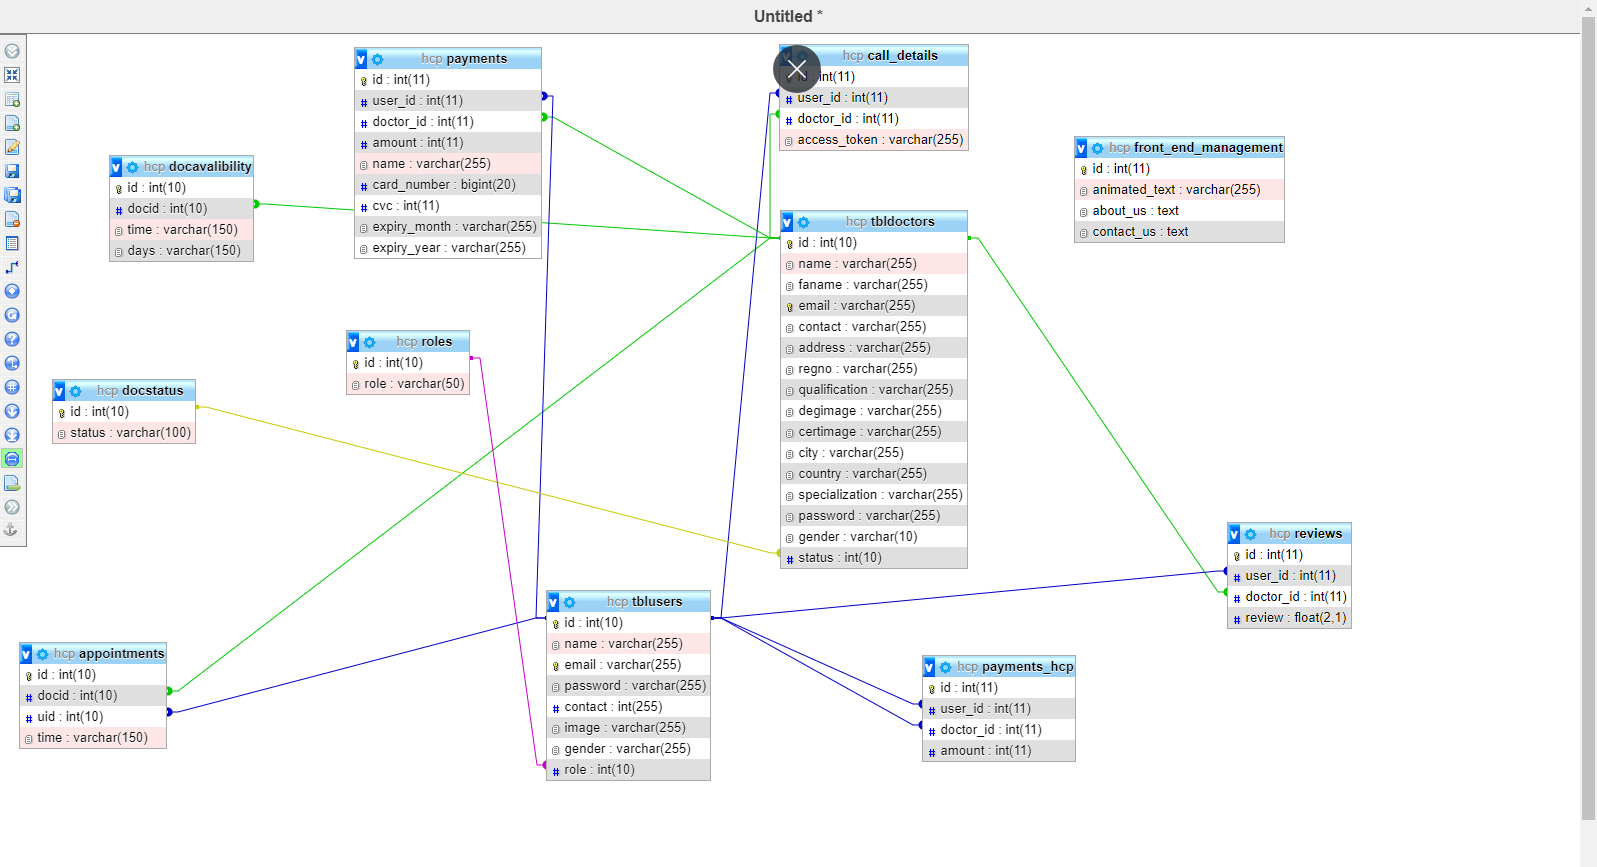 Untitled *
hcp payments
id : int(11)
user_id : int(11)
doctor_id : int(11)
amount : int(11)
name : varchar(255)
card_number : bigint(20)
cvc : int(11)
expiry_month : varchar(255)
expiry_year : varchar(255)
hcp call_details
id : int(11)
user_id : int(11)
doctor_id : int(11)
access_token : varchar(255)
hcp front_end_management
id : int(11)
animated_text : varchar(255)
about_us : text
contact_us : text
hcp docavalibility
id : int(10)
docid : int(10)
time : varchar(150)
days : varchar(150)
hcp tbldoctors
id : int(10)
name : varchar(255)
faname : varchar(255)
email : varchar(255)
contact : varchar(255)
address : varchar(255)
regno : varchar(255)
qualification : varchar(255)
degimage : varchar(255)
certimage : varchar(255)
city : varchar(255)
country : varchar(255)
specialization : varchar(255)
password : varchar(255)
gender : varchar(10)
status : int(10)
hcp roles
id : int(10)
role : varchar(50)
hcp docstatus
id : int(10)
status : varchar(100)
hcp reviews
id : int(11)
user_id : int(11)
doctor_id : int(11)
review : float(2,1)
hcp tblusers
id : int(10)
name : varchar(255)
email : varchar(255)
password : varchar(255)
contact : int(255)
image : varchar(255)
gender : varchar(255)
role : int(10)
hcp appointments
id : int(10)
docid : int(10)
uid : int(10)
time : varchar(150)
hcp payments_hcp
id : int(11)
user_id : int(11)
doctor_id : int(11)
amount : int(11)